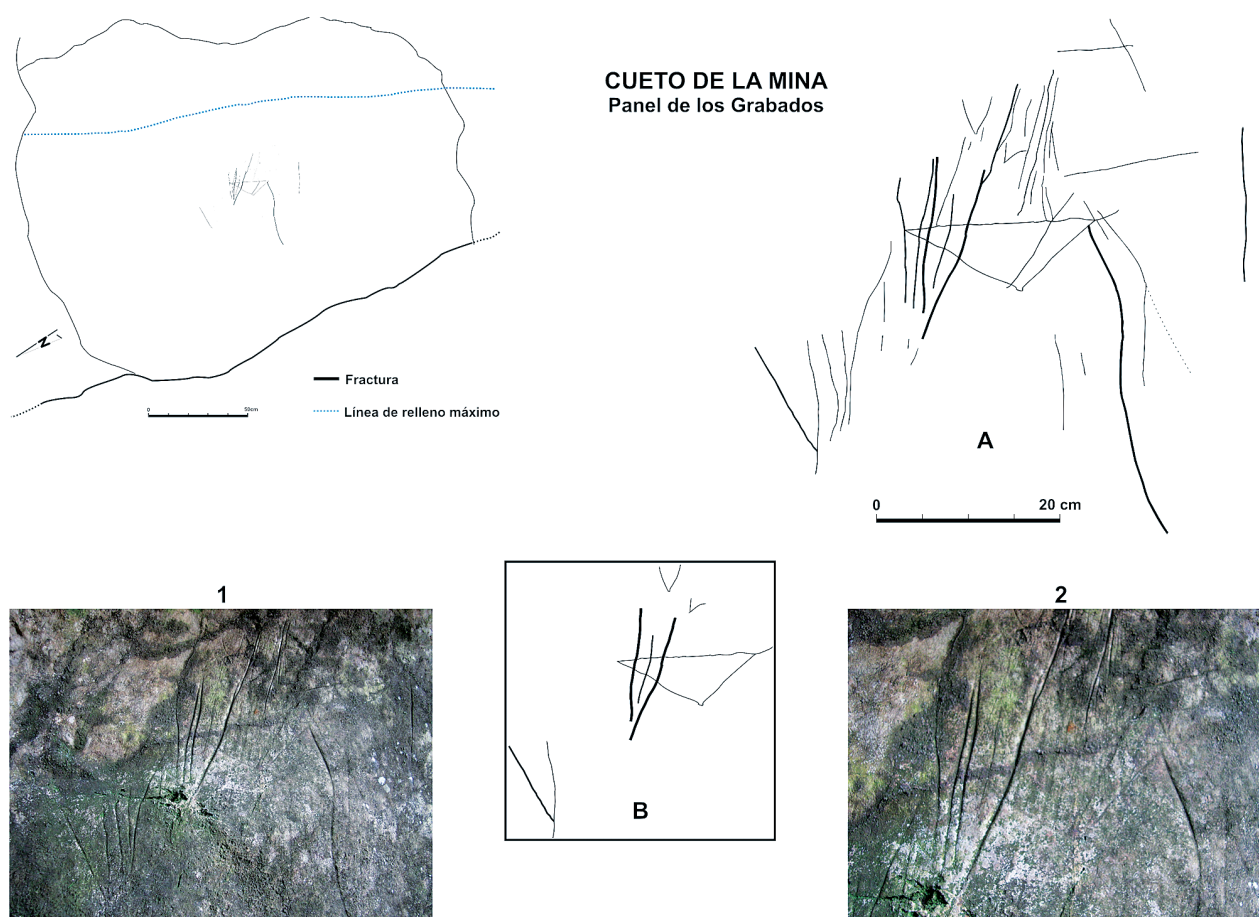 CUETO DE LA MINA
Panel de los Grabados
N
Fractura
0 50cm
Línea de relleno máximo
A
0 20 cm
1
2
B